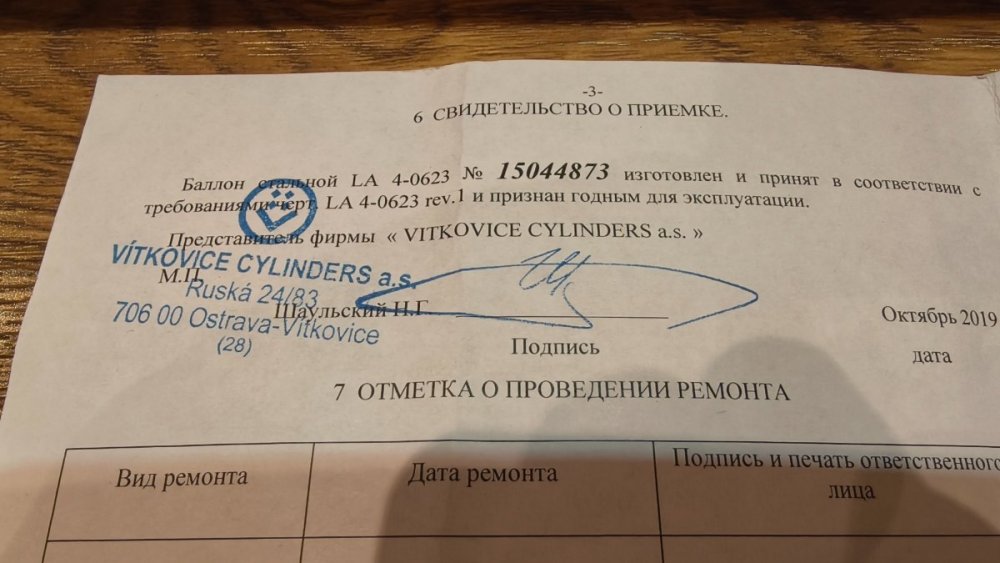 -3-
6 СВИДЕТЕЛЬСТВО О ПРИЕМКЕ.
Баллон стальной LA 4-0623 № 15044873 изготовлен и принят в соответствии с
требованиями черт. LA 4-0623 rev.1 и признан годным для эксплуатации.
Представитель фирмы « VITKOVICE CYLINDERS a.s. »
VÍTKOVICE CYLINDERS a.s.
М.П.
Ruská 24/83
Шаульский Н.Г.
706 00 Ostrava-Vítkovice
(28)
Октябрь 2019
Подпись
дата
7 ОТМЕТКА О ПРОВЕДЕНИИ РЕМОНТА
Вид ремонта
Дата ремонта
Подпись и печать ответственного
лица